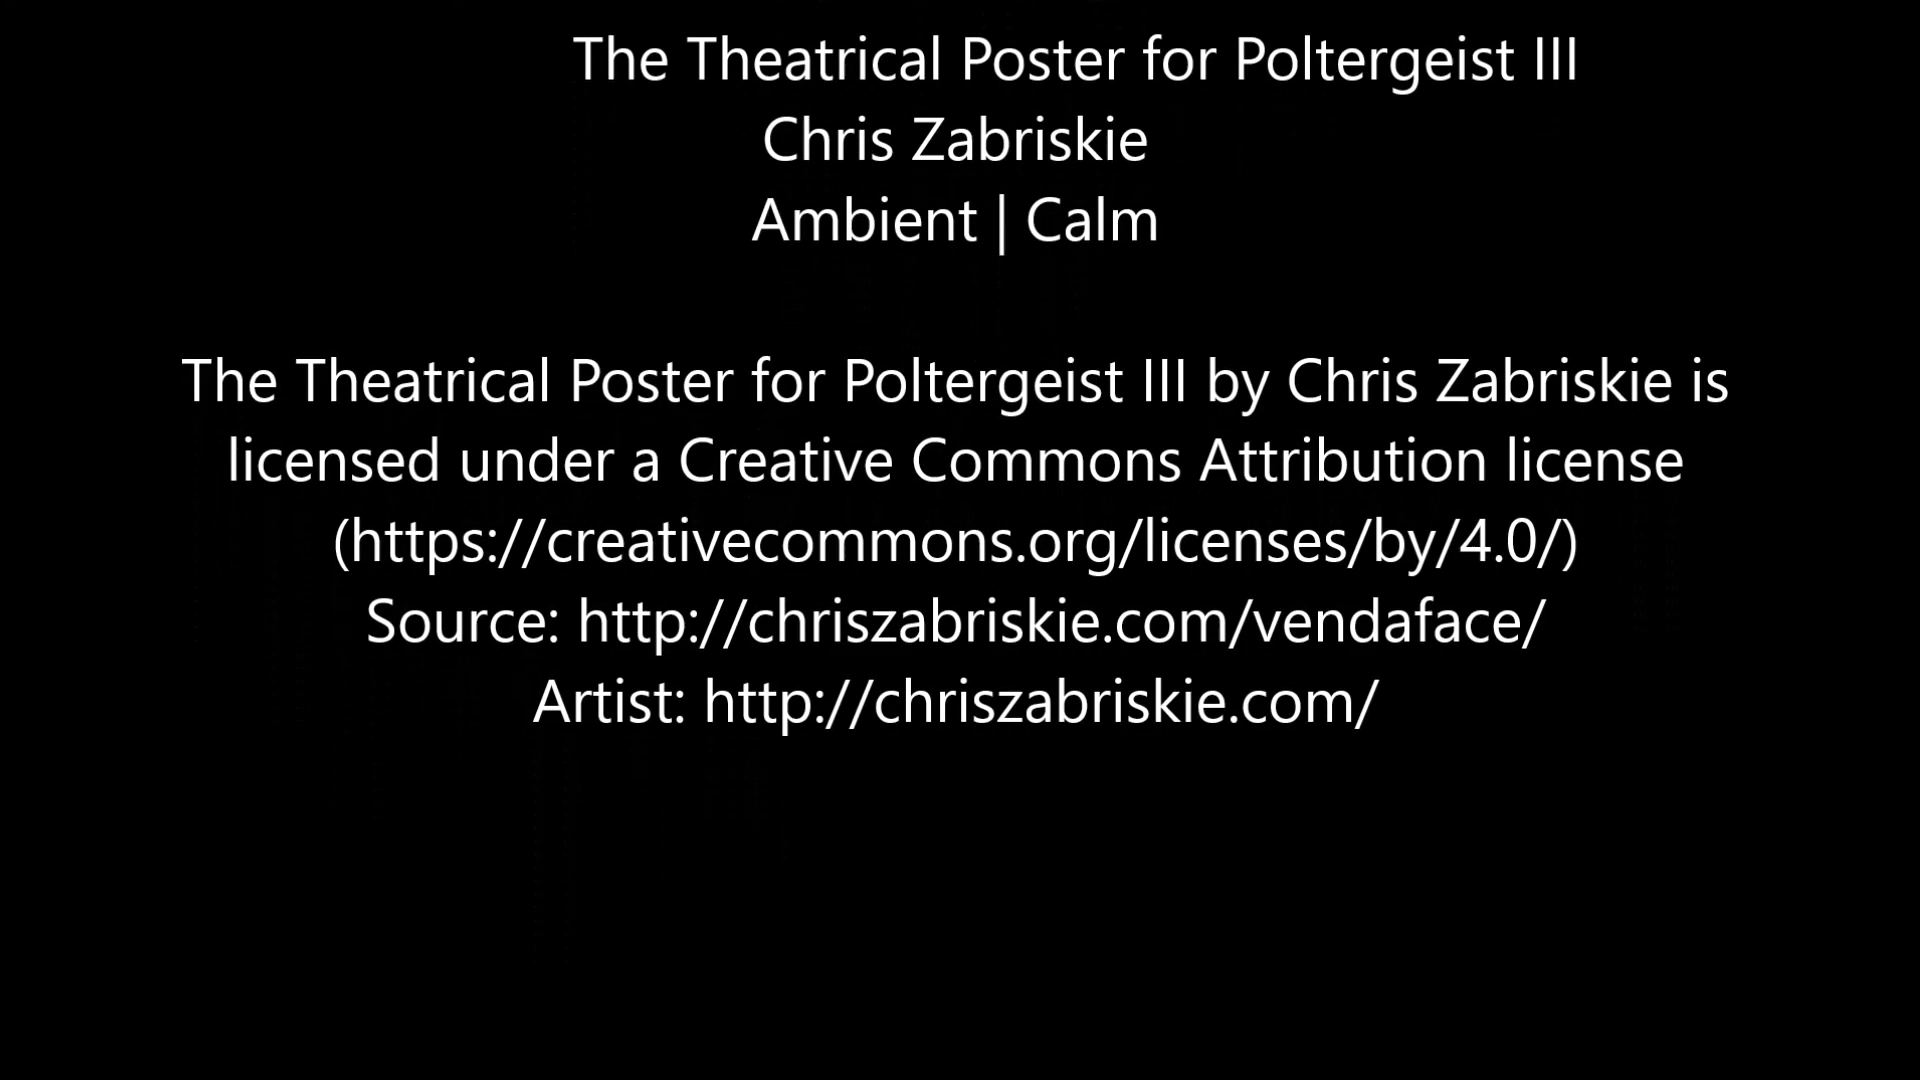 The Theatrical Poster for Poltergeist III
Chris Zabriskie
Ambient | Calm
The Theatrical Poster for Poltergeist III by Chris Zabriskie is
licensed under a Creative Commons Attribution license
(https://creativecommons.org/licenses/by/4.0/)
Source: http://chriszabriskie.com/vendaface/
Artist: http://chriszabriskie.com/